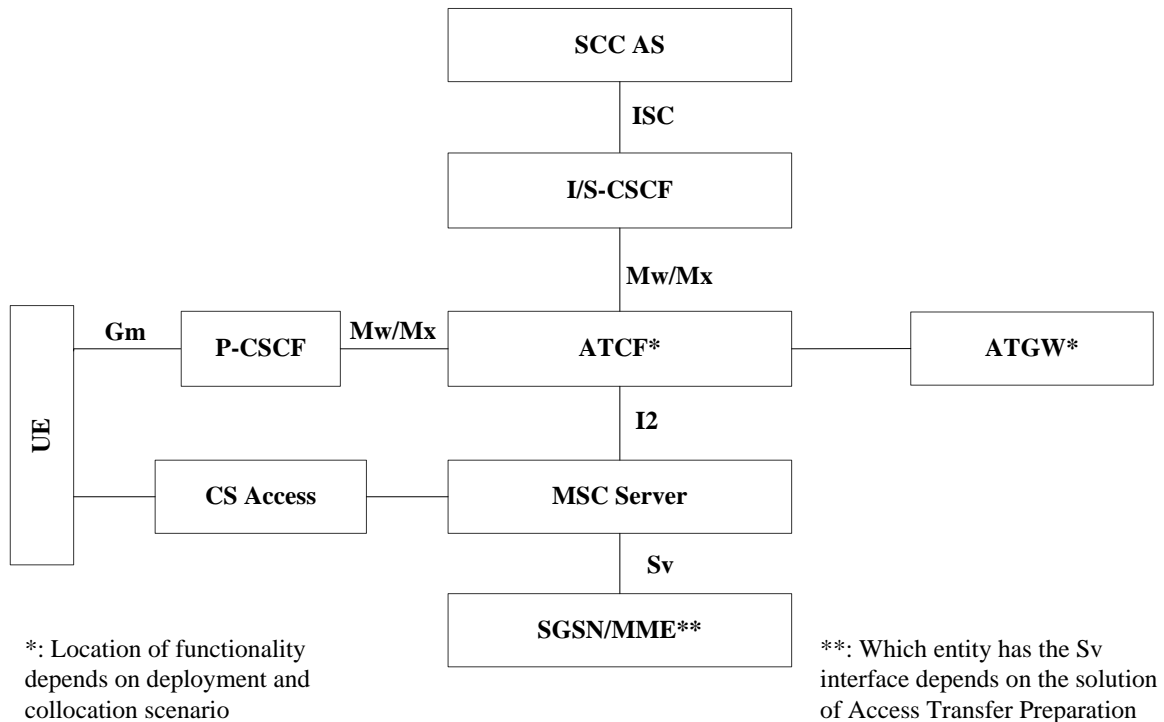 SCC AS
ISC
I/S-CSCF
Mw/Mx
Gm
P-CSCF
Mw/Mx
ATCF*
ATGW*
UE
I2
CS Access
MSC Server
Sv
SGSN/MME**
*: Location of functionality
depends on deployment and
collocation scenario
**: Which entity has the Sv
interface depends on the solution
of Access Transfer Preparation